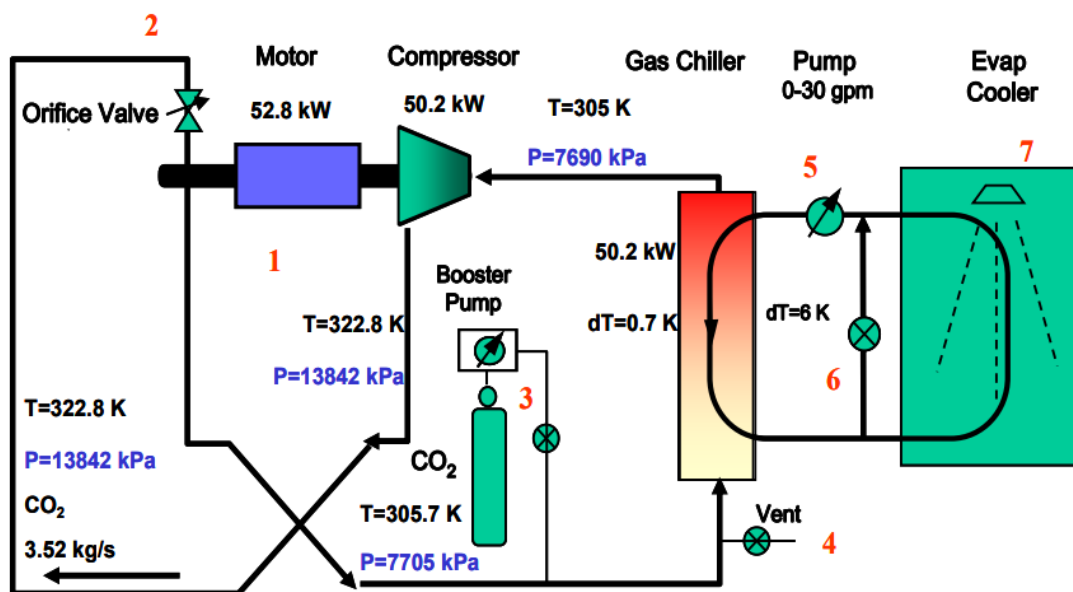 2
Motor
Compressor
Gas Chiller
Pump
0-30 gpm
Evap
Cooler
Orifice Valve
52.8 kW
50.2 kW
T=305 K
P=7690 kPa
5
7
1
50.2 kW
Booster
Pump
T=322.8 K
dT=0.7 K
dT=6 K
P=13842 kPa
3
6
T=322.8 K
P=13842 kPa
CO₂
CO₂
T=305.7 K
3.52 kg/s
P=7705 kPa
Vent
4